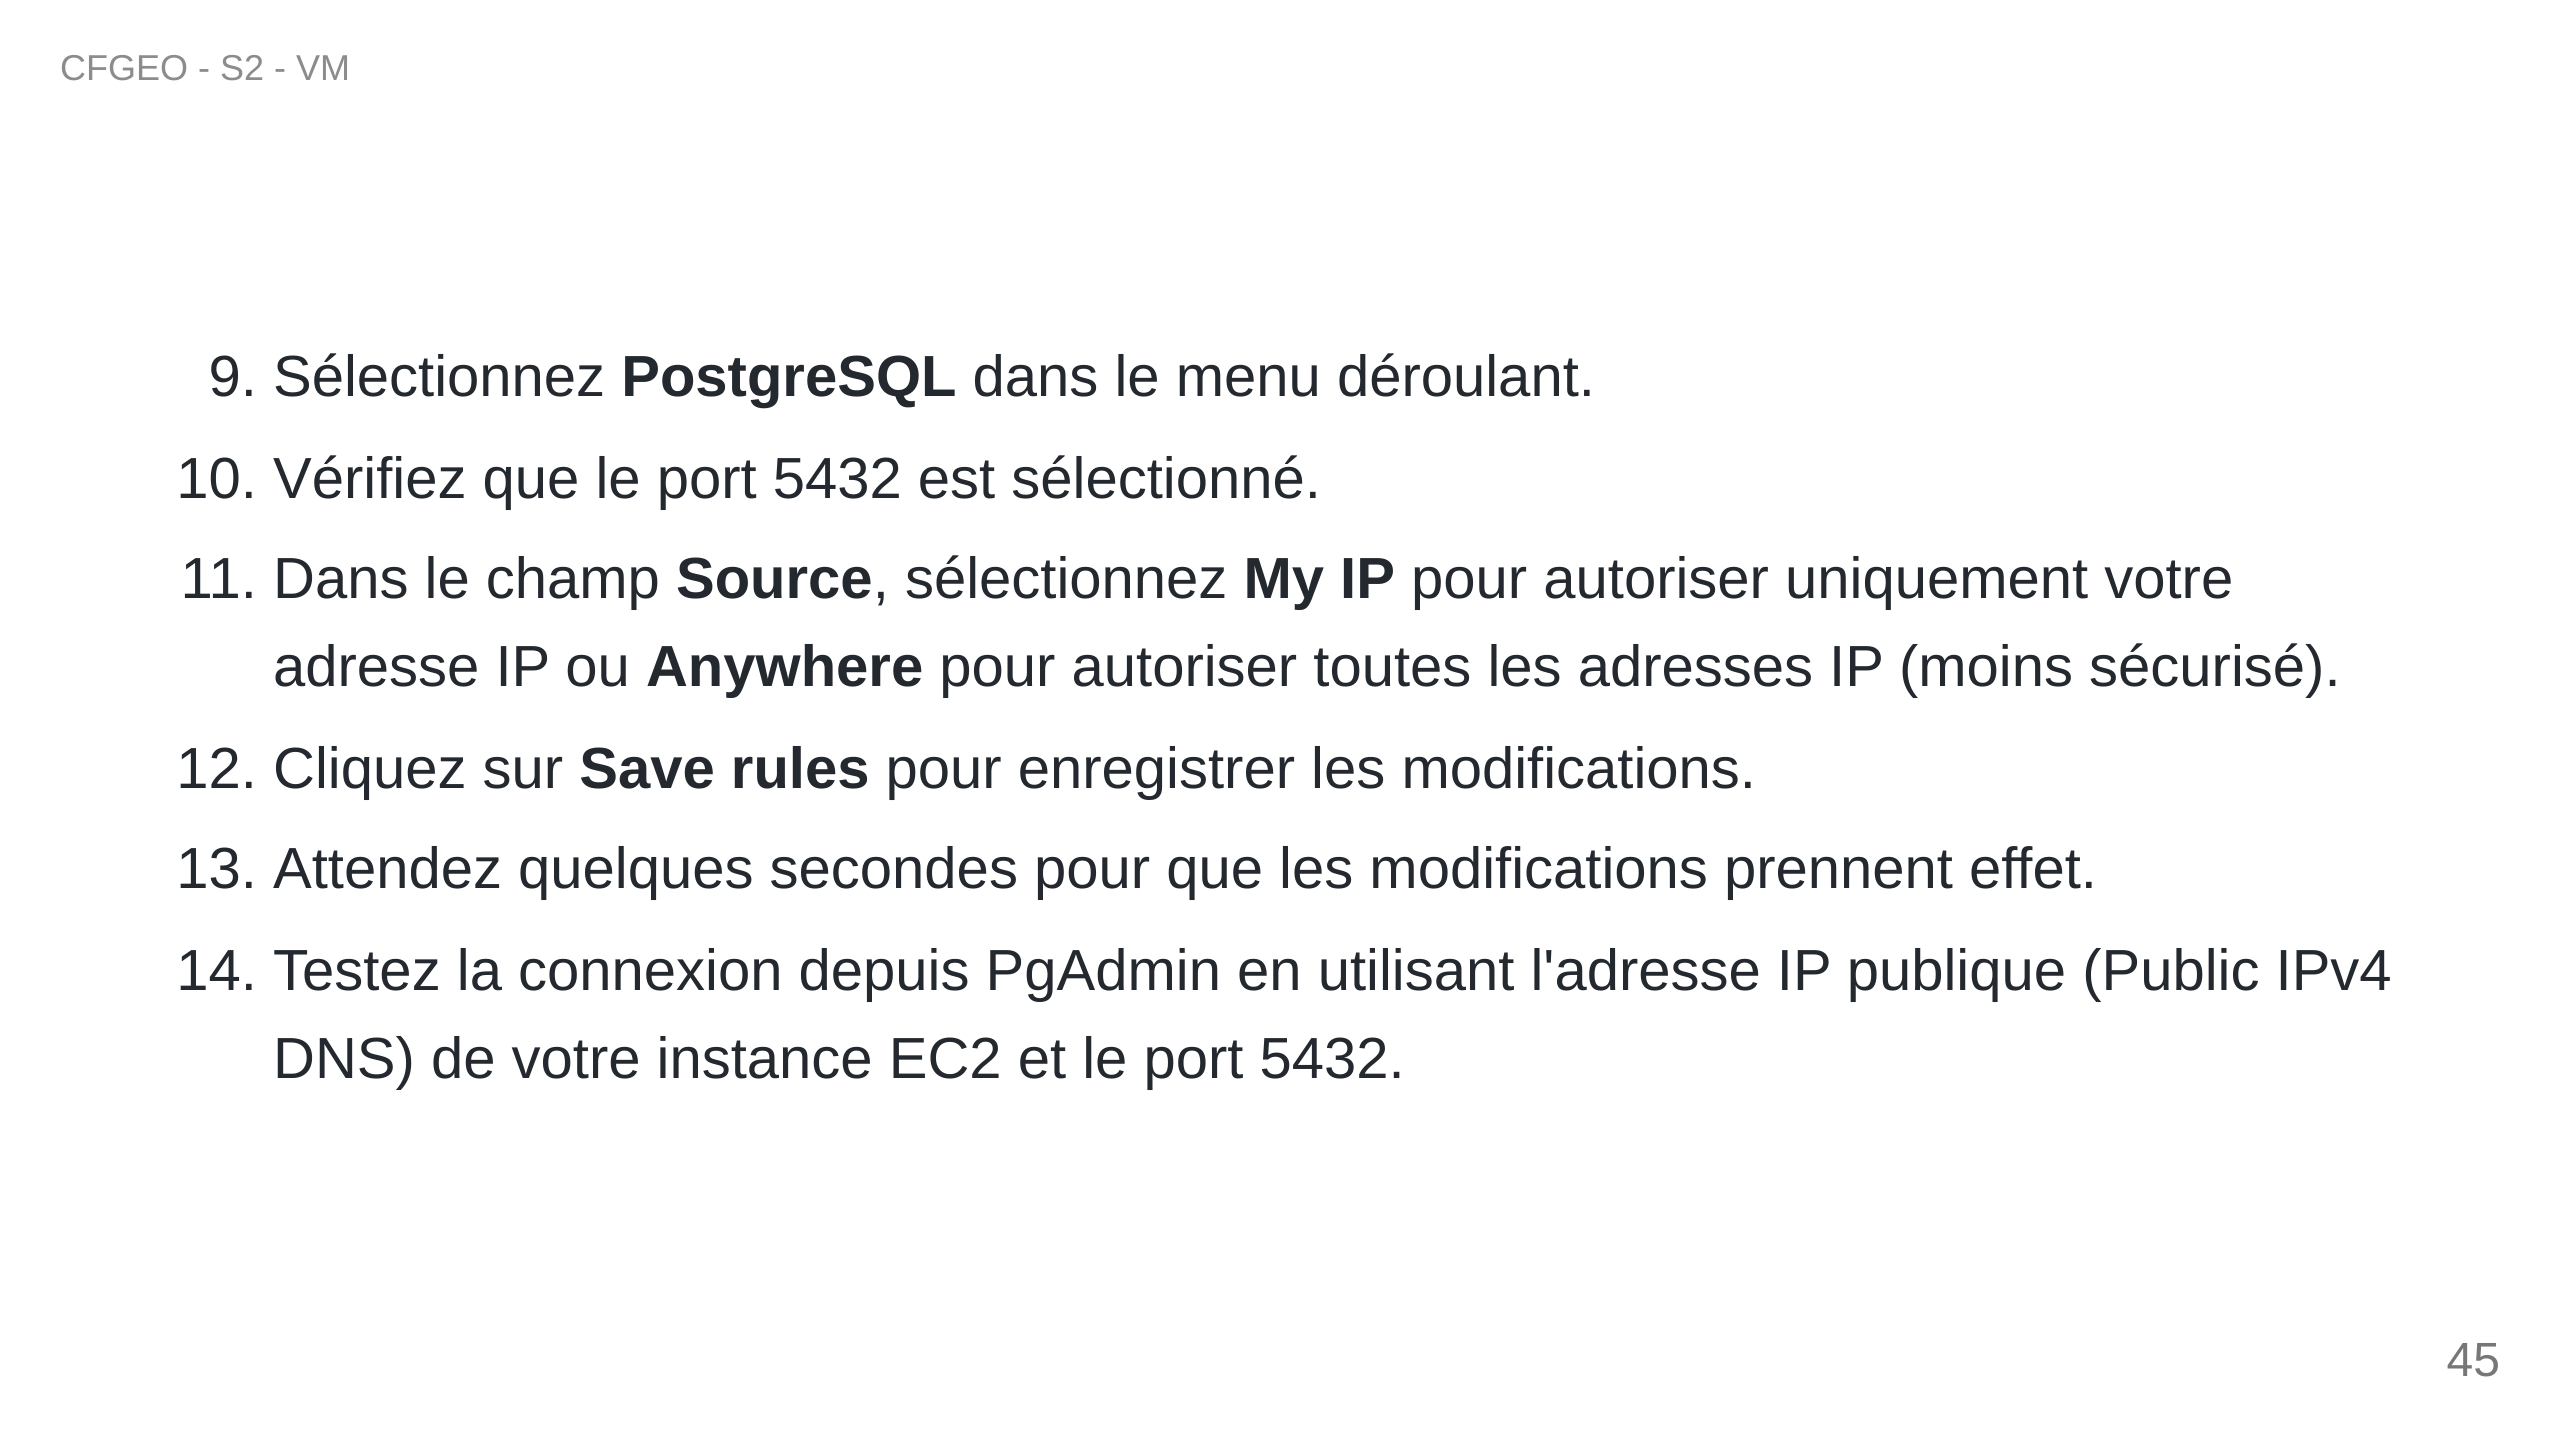 CFGEO - S2 - VM
9. Sélectionnez PostgreSQL dans le menu déroulant.
10. Vérifiez que le port 5432 est sélectionné.
11. Dans le champ Source, sélectionnez My IP pour autoriser uniquement votre
adresse IP ou Anywhere pour autoriser toutes les adresses IP (moins sécurisé).
12. Cliquez sur Save rules pour enregistrer les modifications.
13. Attendez quelques secondes pour que les modifications prennent effet.
14. Testez la connexion depuis PgAdmin en utilisant l'adresse IP publique (Public IPv4
DNS) de votre instance EC2 et le port 5432.
45